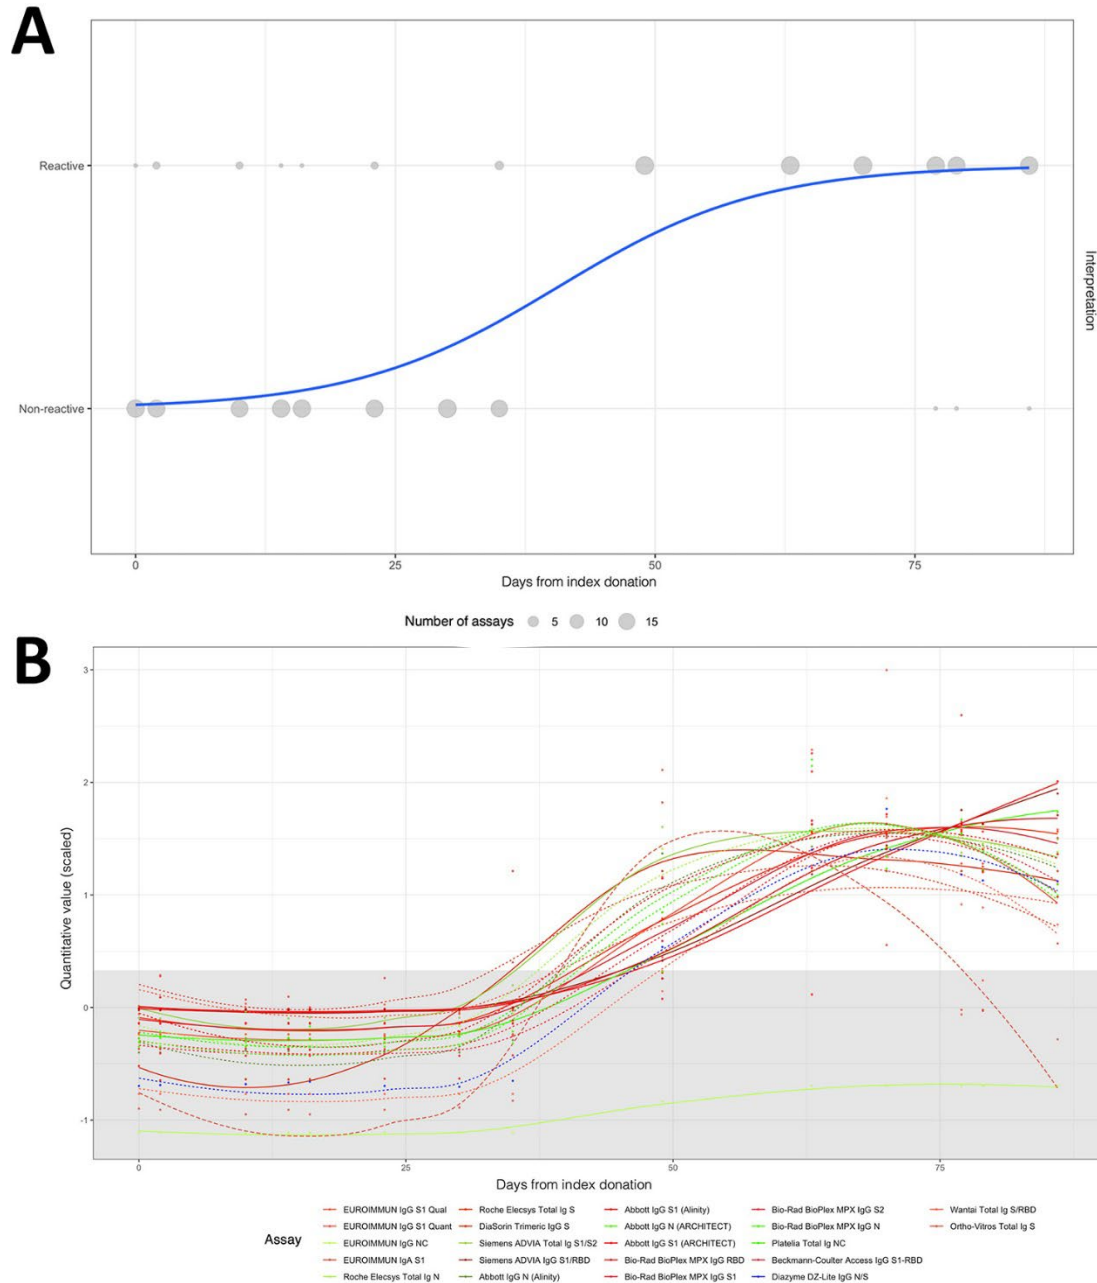 A
Reactive
Non-reactive
Interpretation
0 25 50 75
Days from index donation
Number of assays 5 10 15
B
3
2
1
0
-1
Quantitative value (scaled)
0 25 50 75
Days from index donation
Assay
EUROIMMUN IgG S1 Qual
EUROIMMUN IgG S1 Quant
EUROIMMUN IgG NC
EUROIMMUN IgA S1
Roche Elecsys Total Ig N
Roche Elecsys Total Ig S
DiaSorin Trimeric IgG S
Siemens ADVIA Total Ig S1/S2
Siemens ADVIA IgG S1/RBD
Abbott IgG N (Alinity)
Abbott IgG S1 (Alinity)
Abbott IgG N (ARCHITECT)
Abbott IgG S1 (ARCHITECT)
Bio-Rad BioPlex MPX IgG RBD
Bio-Rad BioPlex MPX IgG S1
Bio-Rad BioPlex MPX IgG S2
Bio-Rad BioPlex MPX IgG N
Platelia Total Ig NC
Beckmann-Coulter Access IgG S1-RBD
Diazyme DZ-Lite IgG N/S
Wantai Total Ig S/RBD
Ortho-Vitros Total Ig S